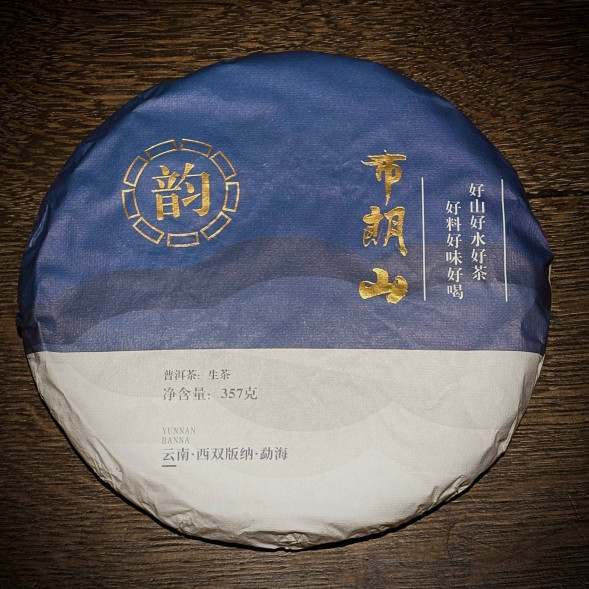 韵
布朗山
好山好水好茶
好料好味好喝
普洱茶：生茶
净含量：357克
YUNNAN
BANNA
云南·西双版纳·勐海